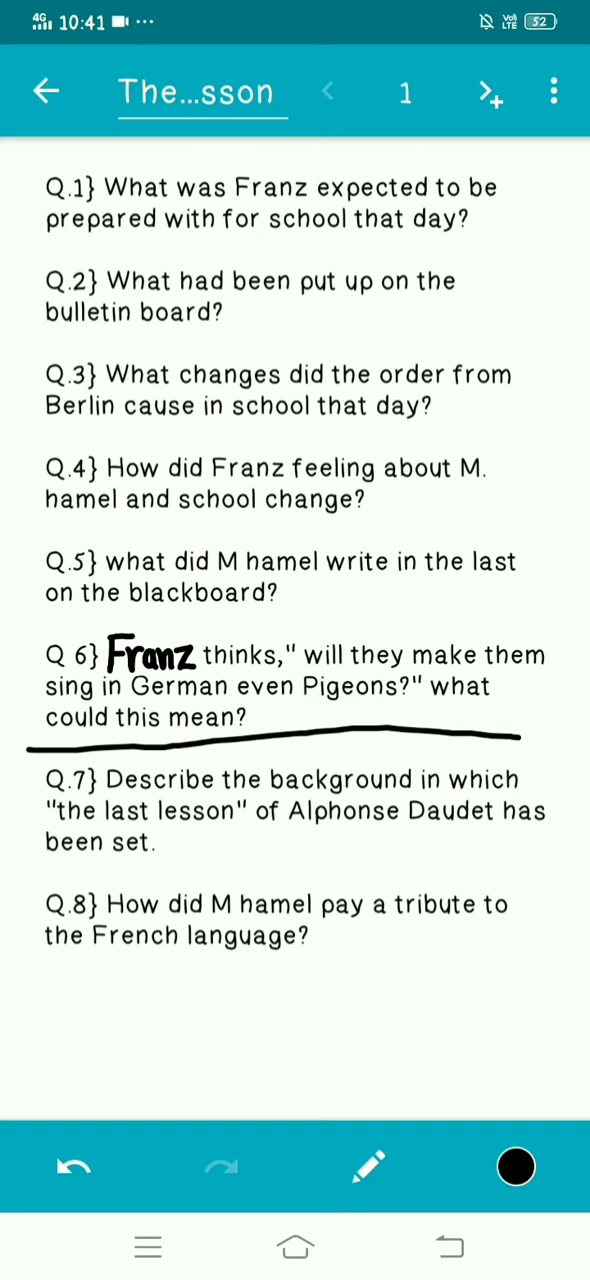 4G 10:41 ...
Vo) LTE 52
The...sson < 1
Q.1} What was Franz expected to be
prepared with for school that day?
Q.2} What had been put up on the
bulletin board?
Q.3} What changes did the order from
Berlin cause in school that day?
Q.4} How did Franz feeling about M.
hamel and school change?
Q.5} what did M hamel write in the last
on the blackboard?
Q 6} Franz thinks," will they make them
sing in German even Pigeons?" what
could this mean?
Q.7} Describe the background in which
"the last lesson" of Alphonse Daudet has
been set.
Q.8} How did M hamel pay a tribute to
the French language?